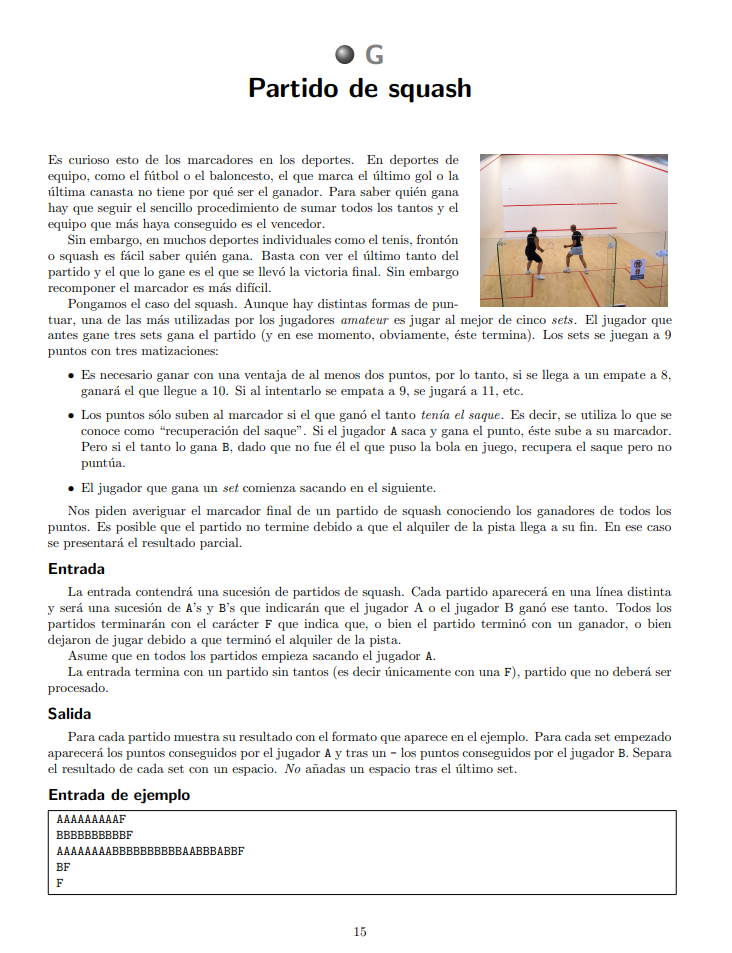 G
Partido de squash
Es curioso esto de los marcadores en los deportes. En deportes de
equipo, como el fútbol o el baloncesto, el que marca el último gol o la
última canasta no tiene por qué ser el ganador. Para saber quién gana
hay que seguir el sencillo procedimiento de sumar todos los tantos y el
equipo que más haya conseguido es el vencedor.
Sin embargo, en muchos deportes individuales como el tenis, frontón
o squash es fácil saber quién gana. Basta con ver el último tanto del
partido y el que lo gane es el que se llevó la victoria final. Sin embargo
recomponer el marcador es más difícil.
Pongamos el caso del squash. Aunque hay distintas formas de pun-
tuar, una de las más utilizadas por los jugadores amateur es jugar al mejor de cinco sets. El jugador que
antes gane tres sets gana el partido (y en ese momento, obviamente, éste termina). Los sets se juegan a 9
puntos con tres matizaciones:
• Es necesario ganar con una ventaja de al menos dos puntos, por lo tanto, si se llega a un empate a 8,
ganará el que llegue a 10. Si al intentarlo se empata a 9, se jugará a 11, etc.
• Los puntos sólo suben al marcador si el que ganó el tanto tenía el saque. Es decir, se utiliza lo que se
conoce como “recuperación del saque”. Si el jugador A saca y gana el punto, éste sube a su marcador.
Pero si el tanto lo gana B, dado que no fue él el que puso la bola en juego, recupera el saque pero no
puntúa.
• El jugador que gana un set comienza sacando en el siguiente.
Nos piden averiguar el marcador final de un partido de squash conociendo los ganadores de todos los
puntos. Es posible que el partido no termine debido a que el alquiler de la pista llega a su fin. En ese caso
se presentará el resultado parcial.
Entrada
La entrada contendrá una sucesión de partidos de squash. Cada partido aparecerá en una línea distinta
y será una sucesión de A's y B's que indicarán que el jugador A o el jugador B ganó ese tanto. Todos los
partidos terminarán con el carácter F que indica que, o bien el partido terminó con un ganador, o bien
dejaron de jugar debido a que terminó el alquiler de la pista.
Asume que en todos los partidos empieza sacando el jugador A.
La entrada termina con un partido sin tantos (es decir únicamente con una F), partido que no deberá ser
procesado.
Salida
Para cada partido muestra su resultado con el formato que aparece en el ejemplo. Para cada set empezado
aparecerá los puntos conseguidos por el jugador A y tras un - los puntos conseguidos por el jugador B. Separa
el resultado de cada set con un espacio. No añadas un espacio tras el último set.
Entrada de ejemplo
AAAAAAAAAF
BBBBBBBBBBF
AAAAAAAABBBBBBBBBBAABBBABBF
BF
F
15